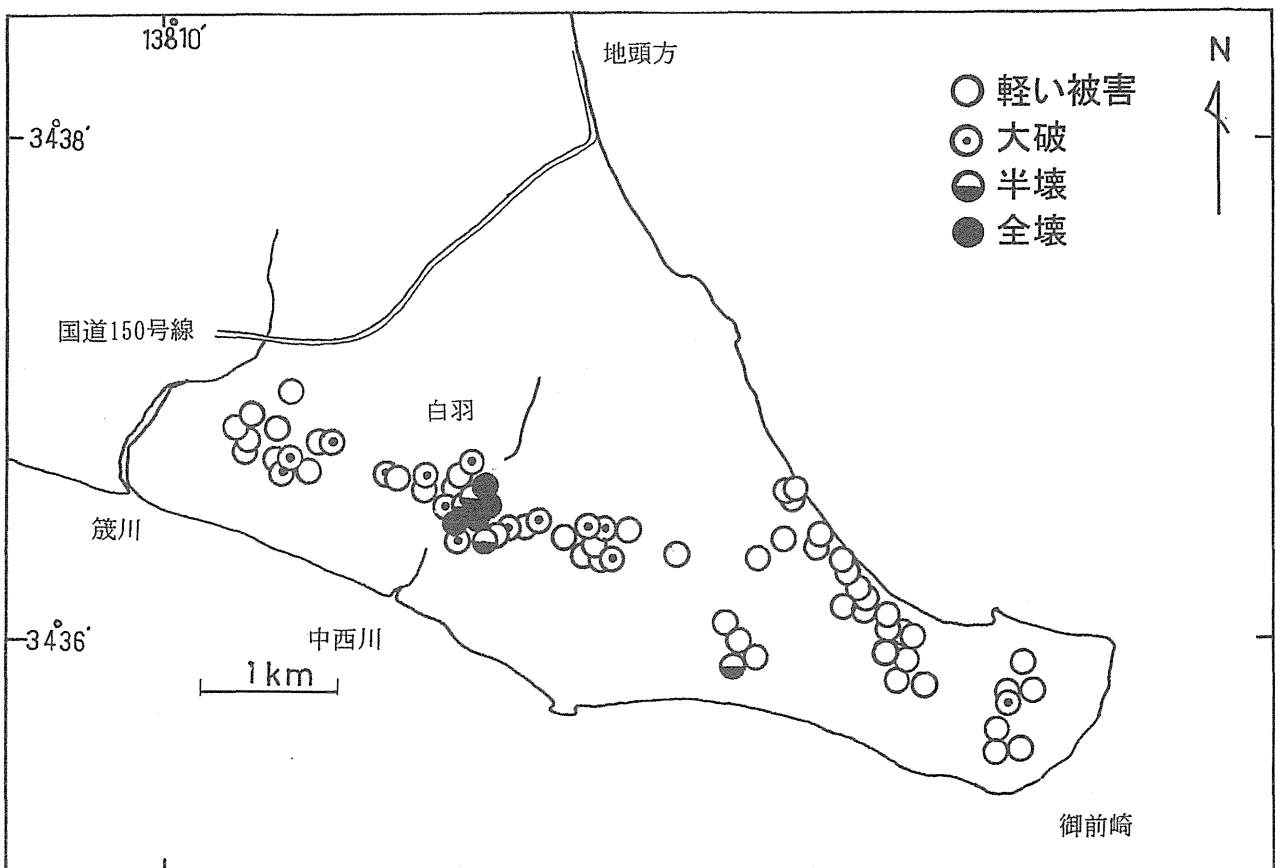 138°10′
地頭方
N
軽い被害
34°38′
大破
半壊
全壊
国道150号線
白羽
筬川
34°36′
中西川
1km
御前崎